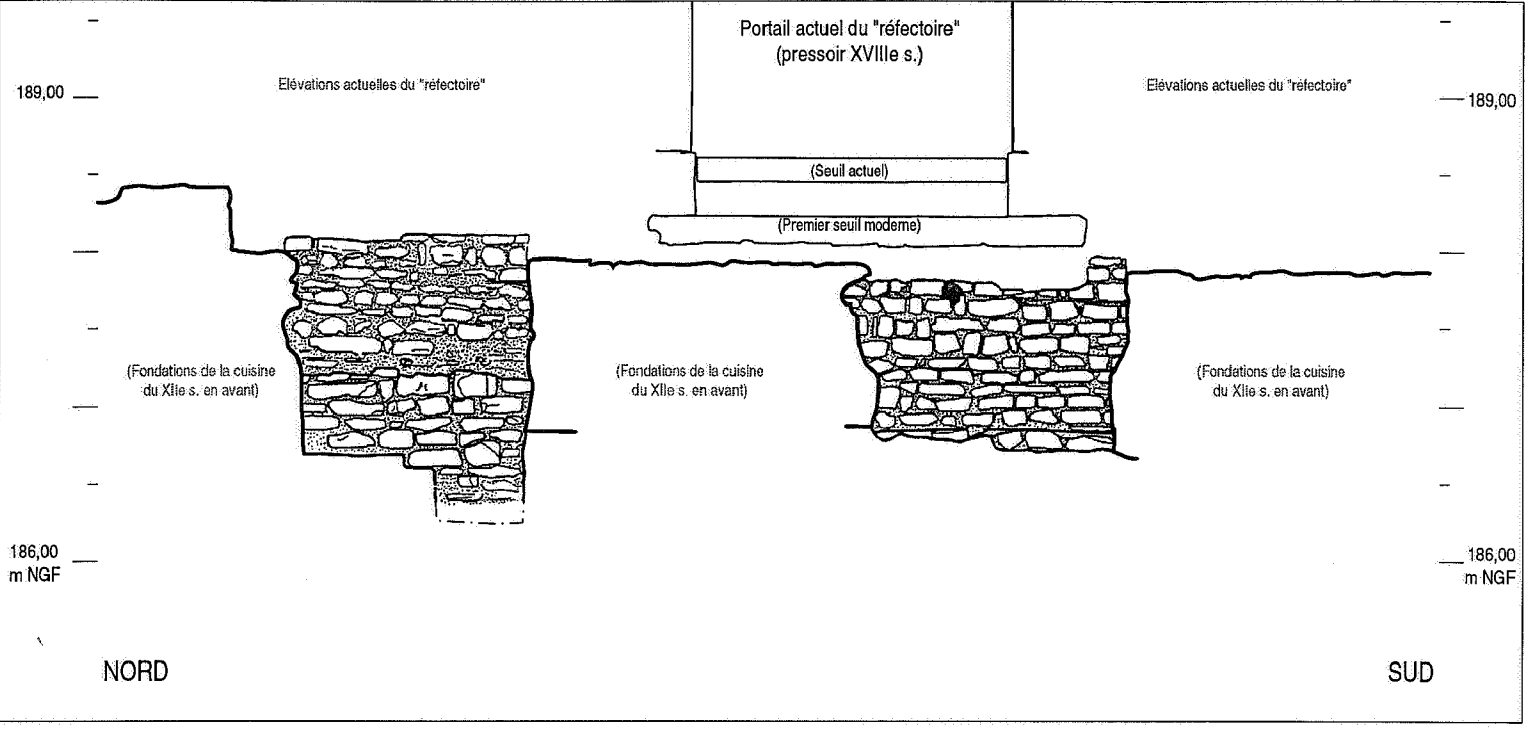 Portail actuel du "réfectoire"
(pressoir XVIIIe s.)
Elévations actuelles du "réfectoire"
Elévations actuelles du "réfectoire"
189,00
189,00
(Seuil actuel)
(Premier seuil moderne)
(Fondations de la cuisine
du XIIe s. en avant)
(Fondations de la cuisine
du XIIe s. en avant)
(Fondations de la cuisine
du XIIe s. en avant)
186,00
m NGF
186,00
m NGF
NORD
SUD